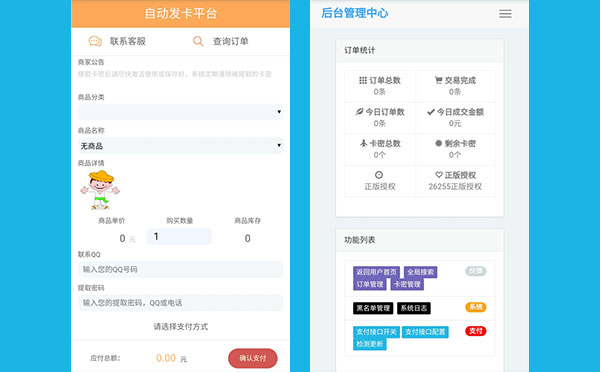 自动发卡平台
联系客服 查询订单
商家公告
提取卡密后请尽快激活使用或保存好，系统定期清除被提取的卡密
商品分类
商品名称
无商品
商品详情
商品单价 购买数量 商品库存
0 元 1 0
联系QQ
输入您的QQ号码
提取密码
输入您的提取密码，QQ或电话
请选择支付方式
应付总额： 0.00 元 确认支付
后台管理中心
订单统计
订单总数 交易完成
0条 0条
今日订单数 今日成交金额
0条 0元
卡密总数 剩余卡密
0个 0个
正版授权 正版授权
正版授权 26255正版授权
功能列表
返回用户首页 全局搜索 快捷
订单管理 卡密管理
黑名单管理 系统日志 系统
支付接口开关 支付接口配置 支付
检测更新